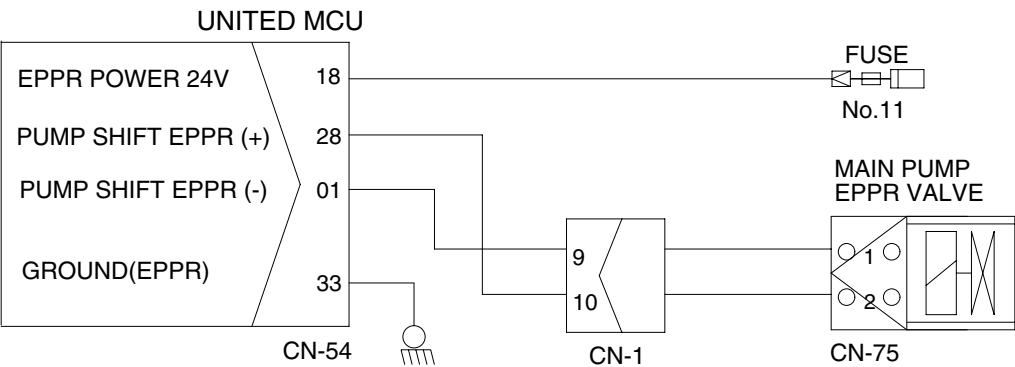 UNITED MCU
EPPR POWER 24V
18
PUMP SHIFT EPPR (+)
28
PUMP SHIFT EPPR (-)
01
GROUND(EPPR)
33
CN-54
9
10
CN-1
FUSE
No.11
MAIN PUMP
EPPR VALVE
1
2
CN-75